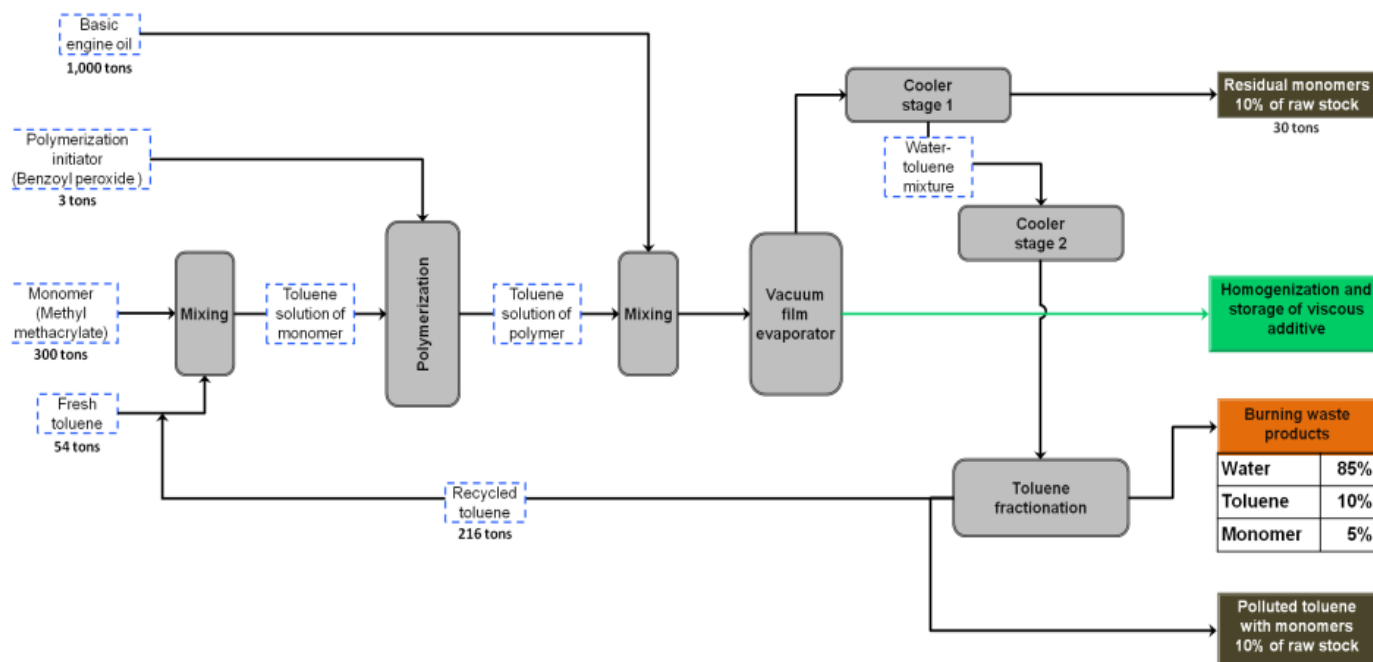 Basic
engine oil
1,000 tons
Polymerization
initiator
(Benzoyl peroxide )
3 tons
Monomer
(Methyl
methacrylate)
300 tons
Fresh
toluene
54 tons
Mixing
Toluene
solution of
monomer
Polymerization
Toluene
solution of
polymer
Mixing
Vacuum
film
evaporator
Cooler
stage 1
Water-
toluene
mixture
Cooler
stage 2
Toluene
fractionation
Recycled
toluene
216 tons
Residual monomers
10% of raw stock
30 tons
Homogenization and
storage of viscous
additive
Burning waste
products
Water 85%
Toluene 10%
Monomer 5%
Polluted toluene
with monomers
10% of raw stock